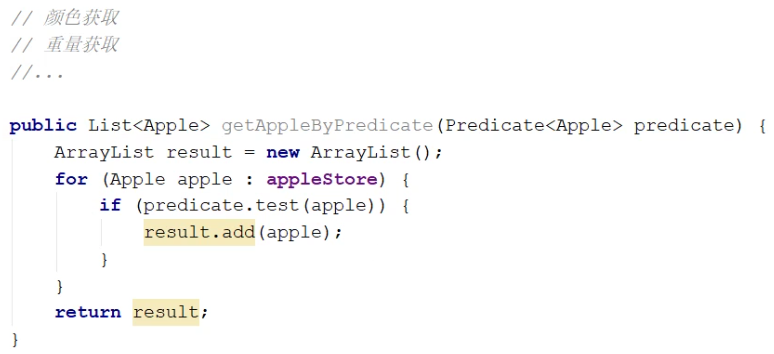 // 颜色获取
// 重量获取
//...
public List<Apple> getAppleByPredicate(Predicate<Apple> predicate) {
    ArrayList result = new ArrayList();
    for (Apple apple : appleStore) {
        if (predicate.test(apple)) {
            result.add(apple);
        }
    }
    return result;
}